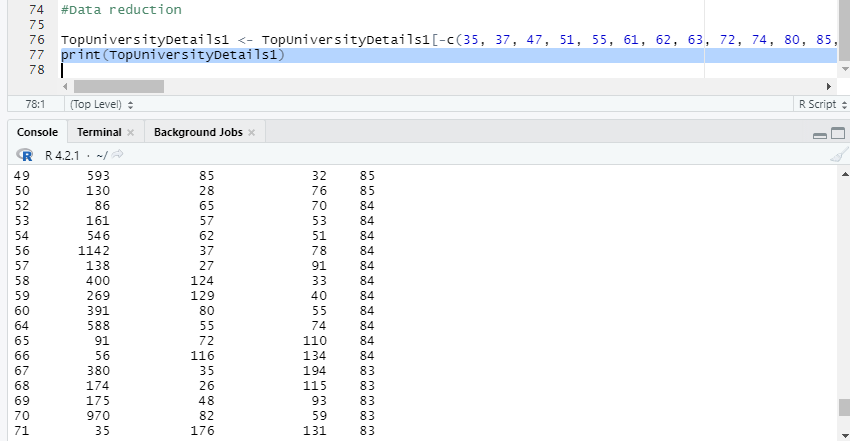 74 #Data reduction
75
76 TopUniversityDetails1 <- TopUniversityDetails1[-c(35, 37, 47, 51, 55, 61, 62, 63, 72, 74, 80, 85,
77 print(TopUniversityDetails1)
78
78:1 (Top Level) R Script
Console Terminal Background Jobs
R R 4.2.1 · ~/
49 593 85 32 85
50 130 28 76 85
52 86 65 70 84
53 161 57 53 84
54 546 62 51 84
56 1142 37 78 84
57 138 27 91 84
58 400 124 33 84
59 269 129 40 84
60 391 80 55 84
64 588 55 74 84
65 91 72 110 84
66 56 116 134 84
67 380 35 194 83
68 174 26 115 83
69 175 48 93 83
70 970 82 59 83
71 35 176 131 83